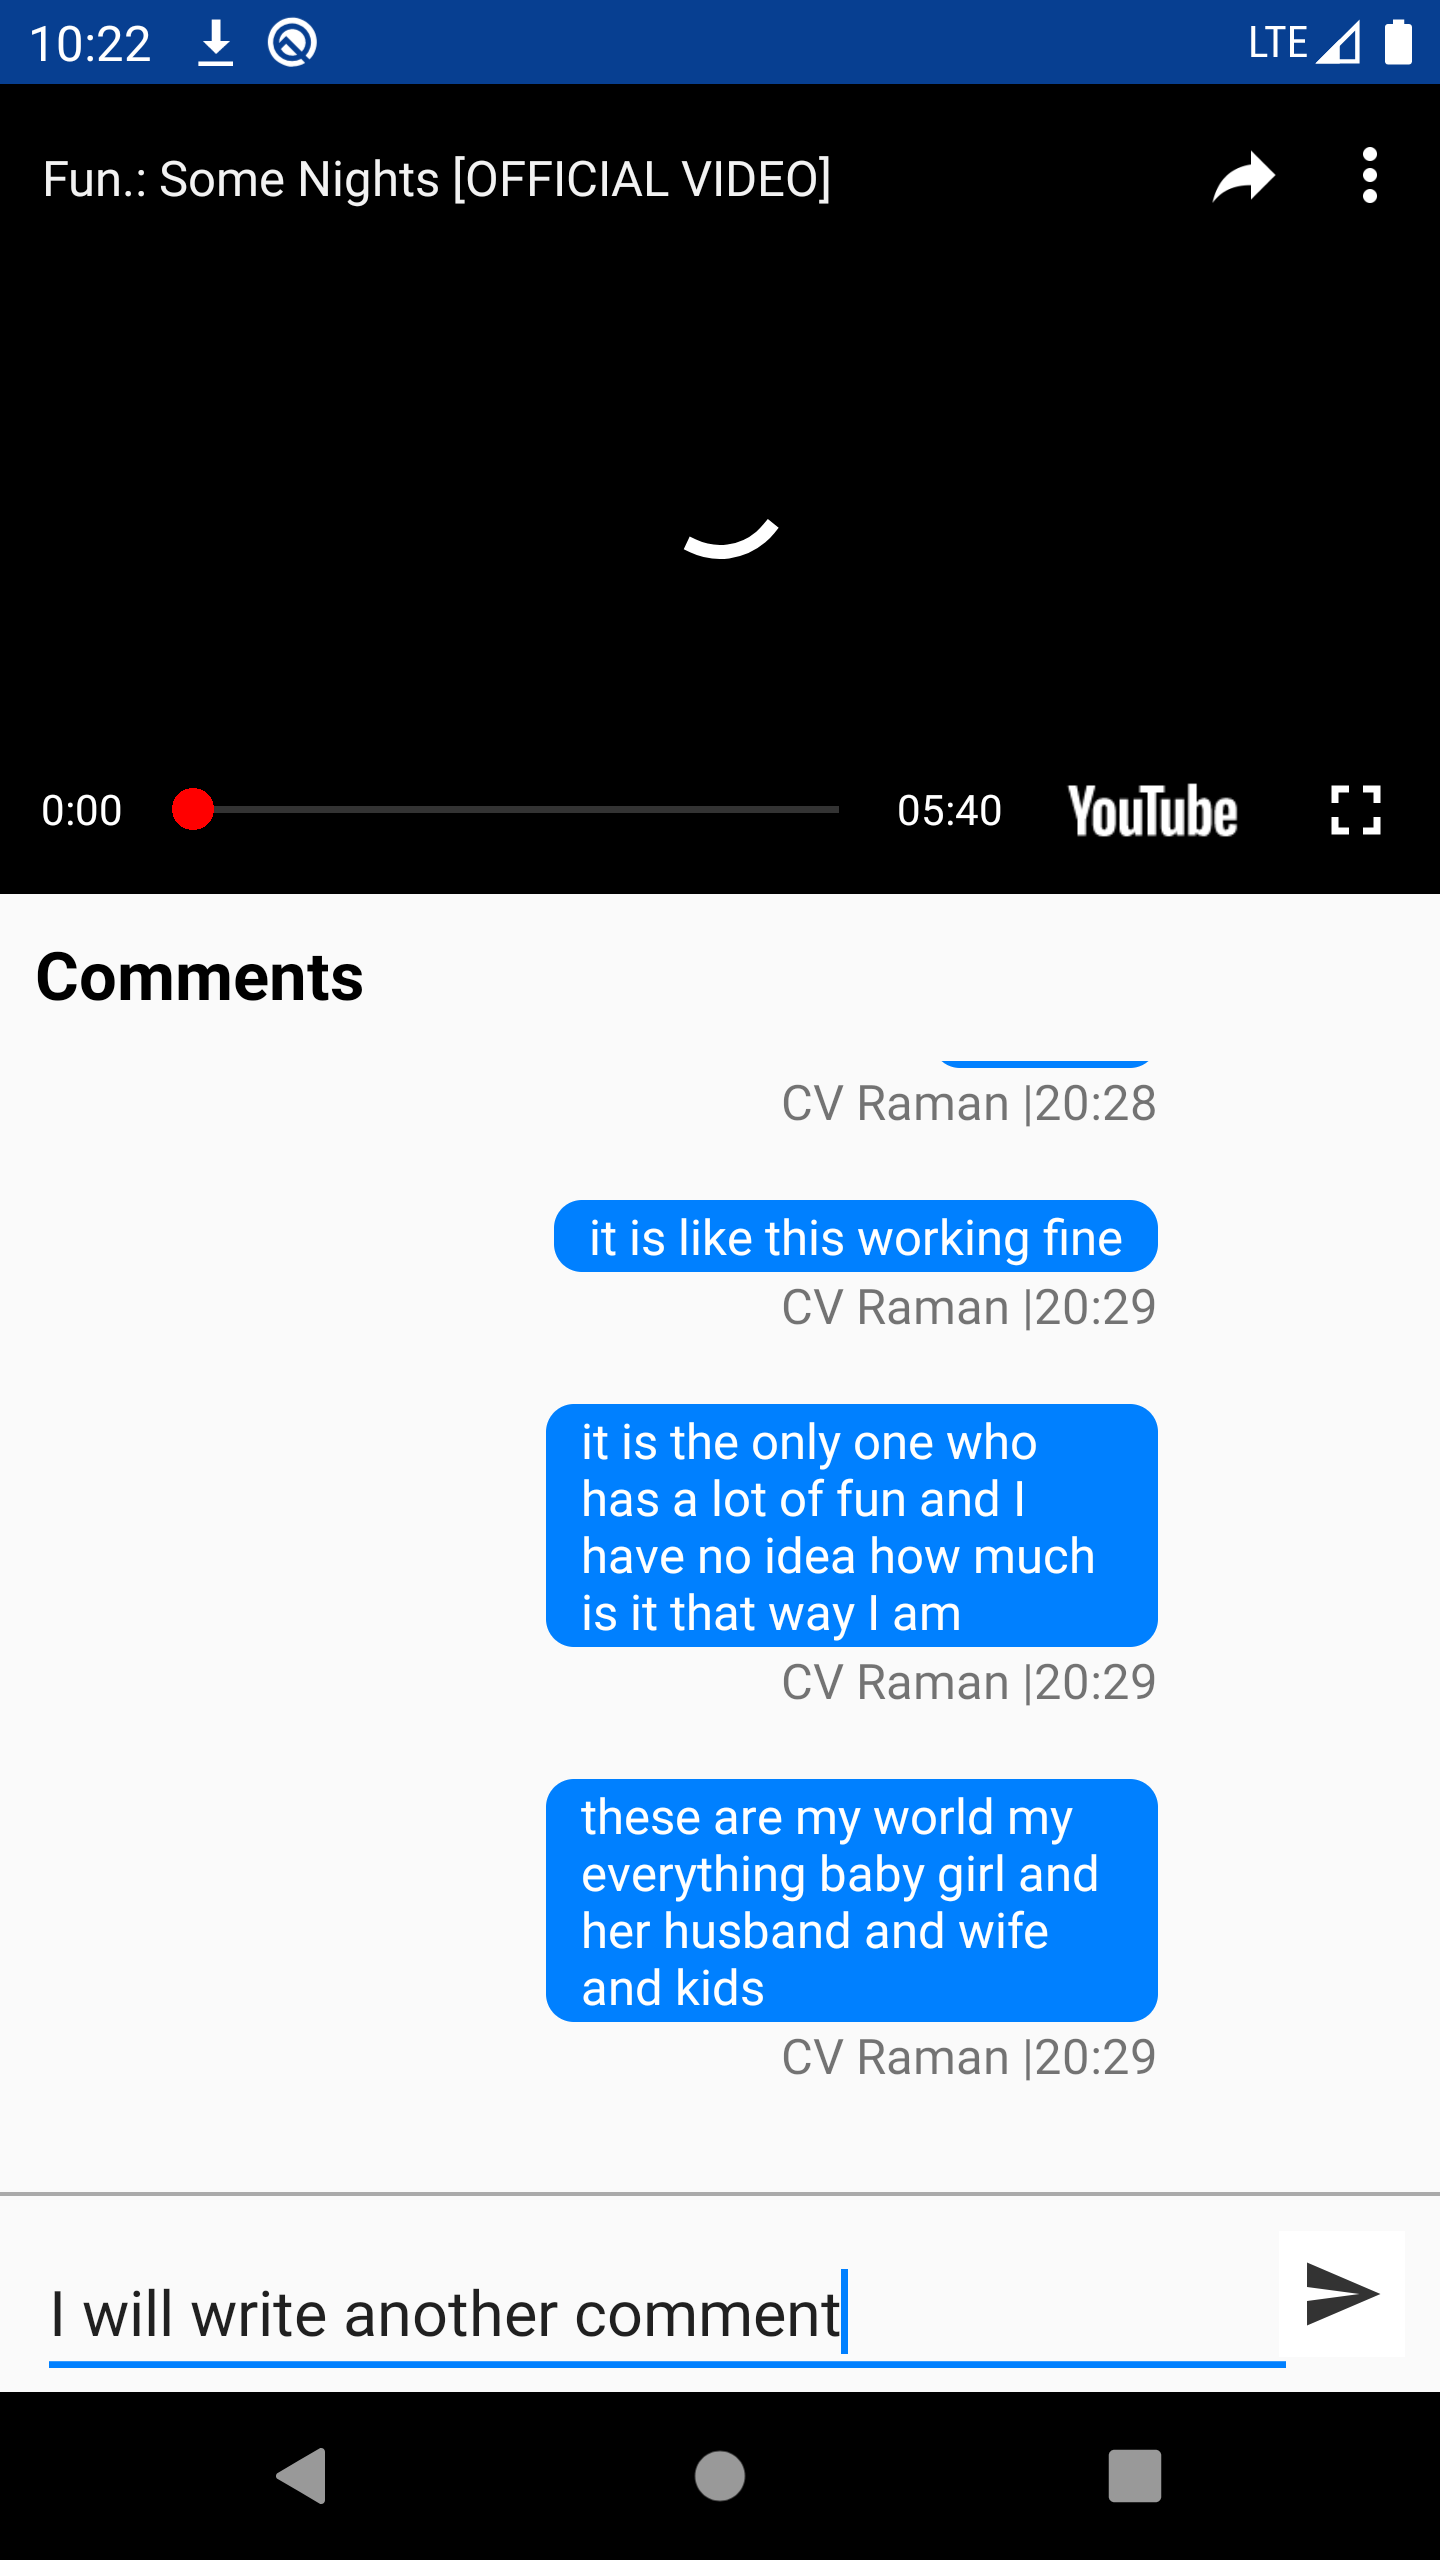 10:22
LTE
Fun.: Some Nights [OFFICIAL VIDEO]
0:00
05:40
YouTube
Comments
CV Raman |20:28
it is like this working fine
CV Raman |20:29
it is the only one who
has a lot of fun and I
have no idea how much
is it that way I am
CV Raman |20:29
these are my world my
everything baby girl and
her husband and wife
and kids
CV Raman |20:29
I will write another comment